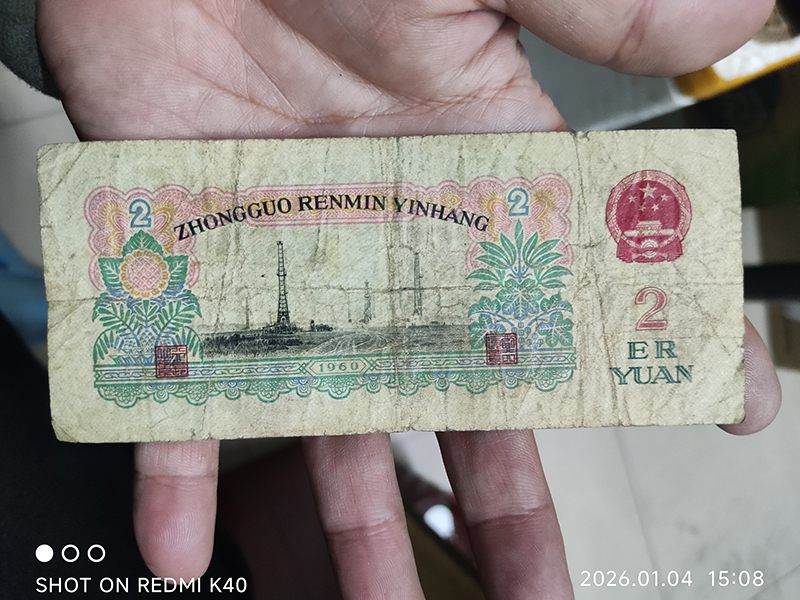 2
2
ZHONGGUO RENMIN YINHANG
1960
2
ER
YUAN
SHOT ON REDMI K40
2026.01.04 15:08